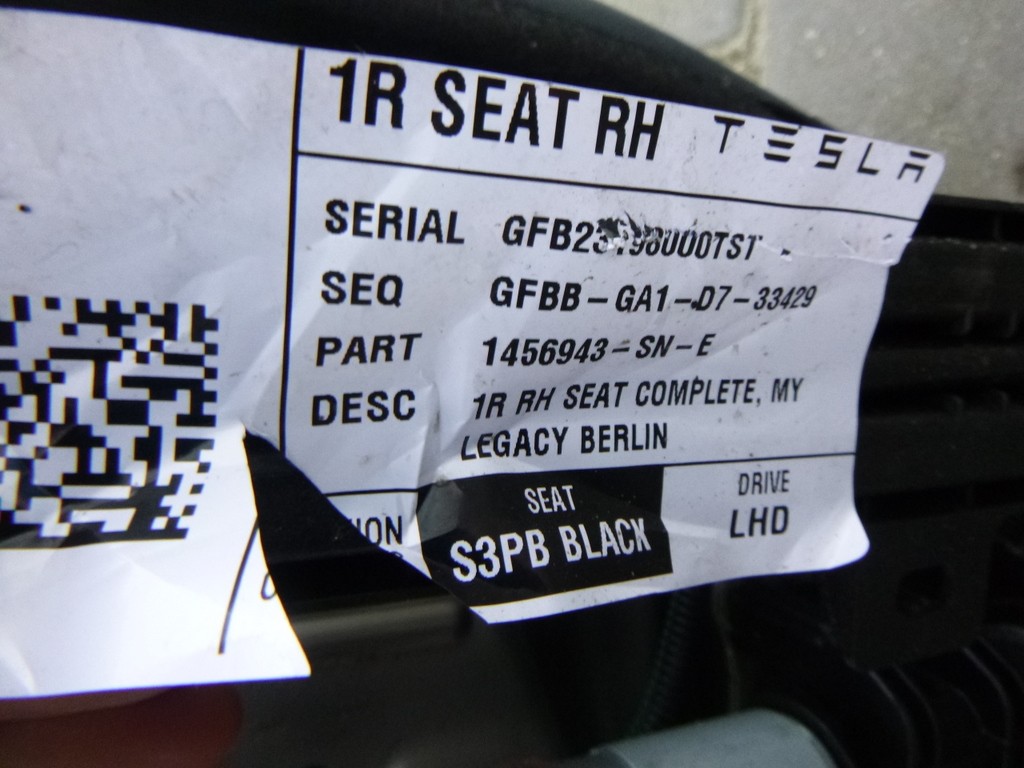 1R SEAT RH TESLA
SERIAL
SEQ GFBB-GA1-D7-33429
PART 1456943-SN-E
DESC 1R RH SEAT COMPLETE, MY
LEGACY BERLIN
SEAT
S3PB BLACK
DRIVE
LHD